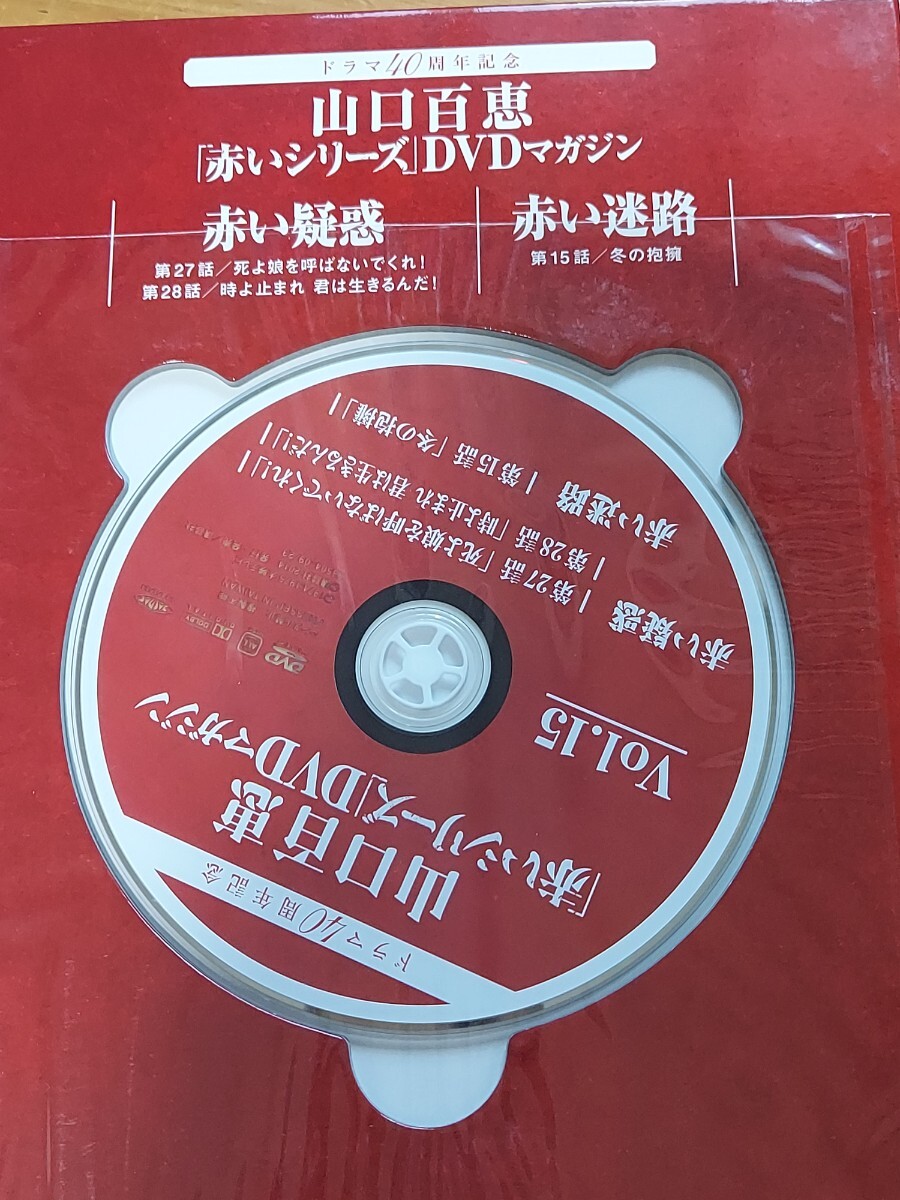 ドラマ40周年記念
山口百恵
「赤いシリーズ」DVDマガジン
赤い疑惑
第27話／死よ娘を呼ばないでくれ！
第28話／時よ止まれ 君は生きるんだ！
赤い迷路
第15話／冬の抱擁
ドラマ40周年記念
山口百恵
「赤いシリーズ」DVDマガジン
Vol.15
赤い疑惑
第27話「死よ娘を呼ばないでくれ！」
第28話「時よ止まれ 君は生きるんだ！」
赤い迷路
第15話「冬の抱擁」
DVD
ALL
DOLBY